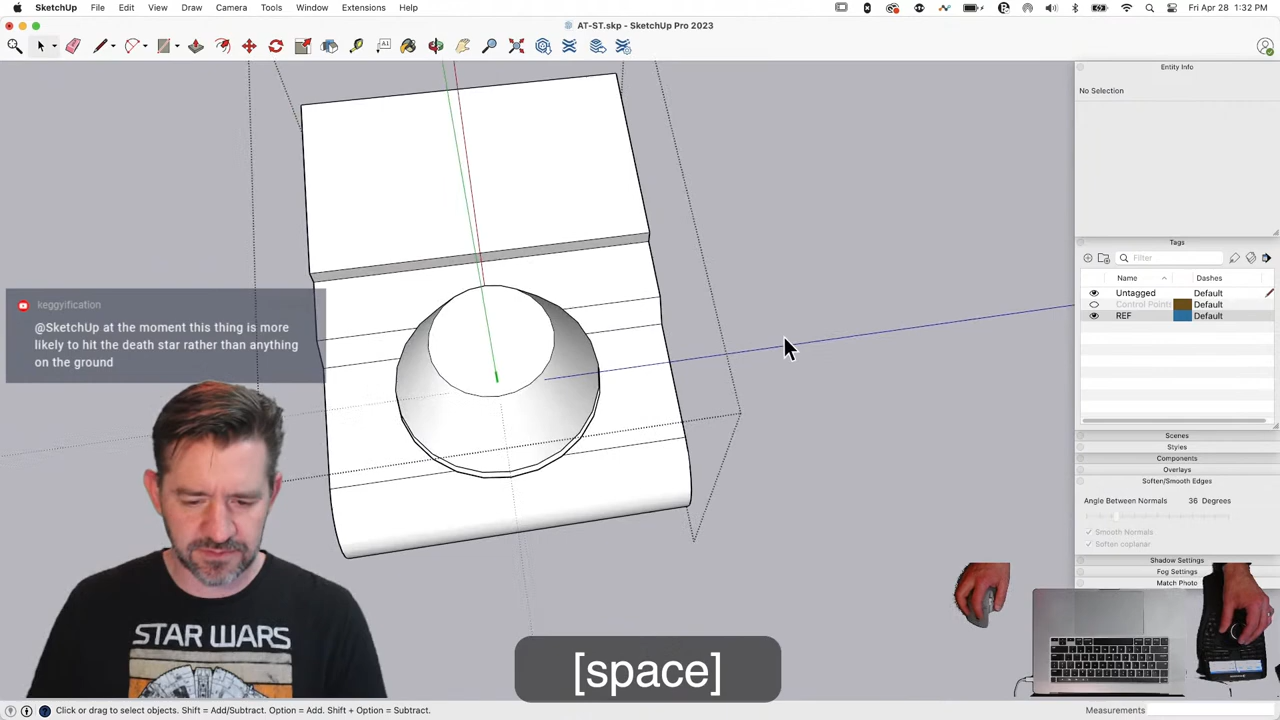 SketchUp File Edit View Draw Camera Tools Window Extensions Help Fri Apr 28 1:32 PM
AT-ST.skp - SketchUp Pro 2023
Entity Info
No Selection
Tags
Filter
Name Dashes
Untagged Default
Control Points Default
REF Default
keggyification
@SketchUp at the moment this thing is more
likely to hit the death star rather than anything
on the ground
Scenes
Styles
Components
Overlays
Soften/Smooth Edges
Angle Between Normals 36 Degrees
Smooth Normals
Soften coplanar
Shadow Settings
Fog Settings
Match Photo
STAR WARS
[space]
Click or drag to select objects. Shift = Add/Subtract. Option = Add. Shift + Option = Subtract. Measurements